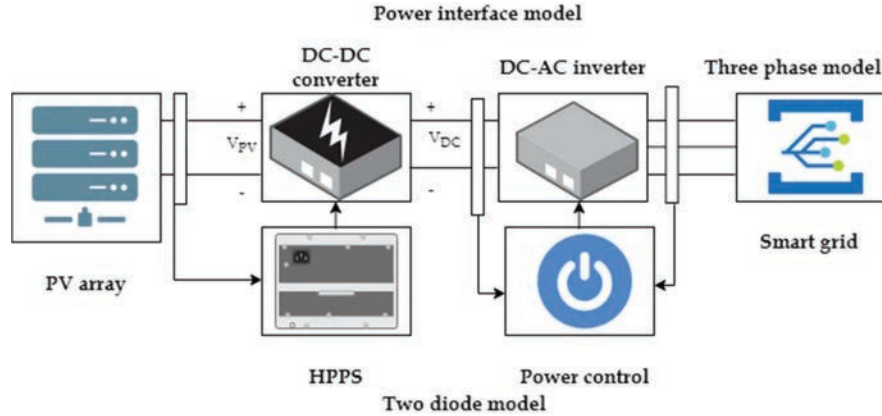 Power interface model
DC-DC
converter
DC-AC inverter
Three phase model
+
+
VPV
VDC
-
-
PV array
Smart grid
HPPS
Power control
Two diode model